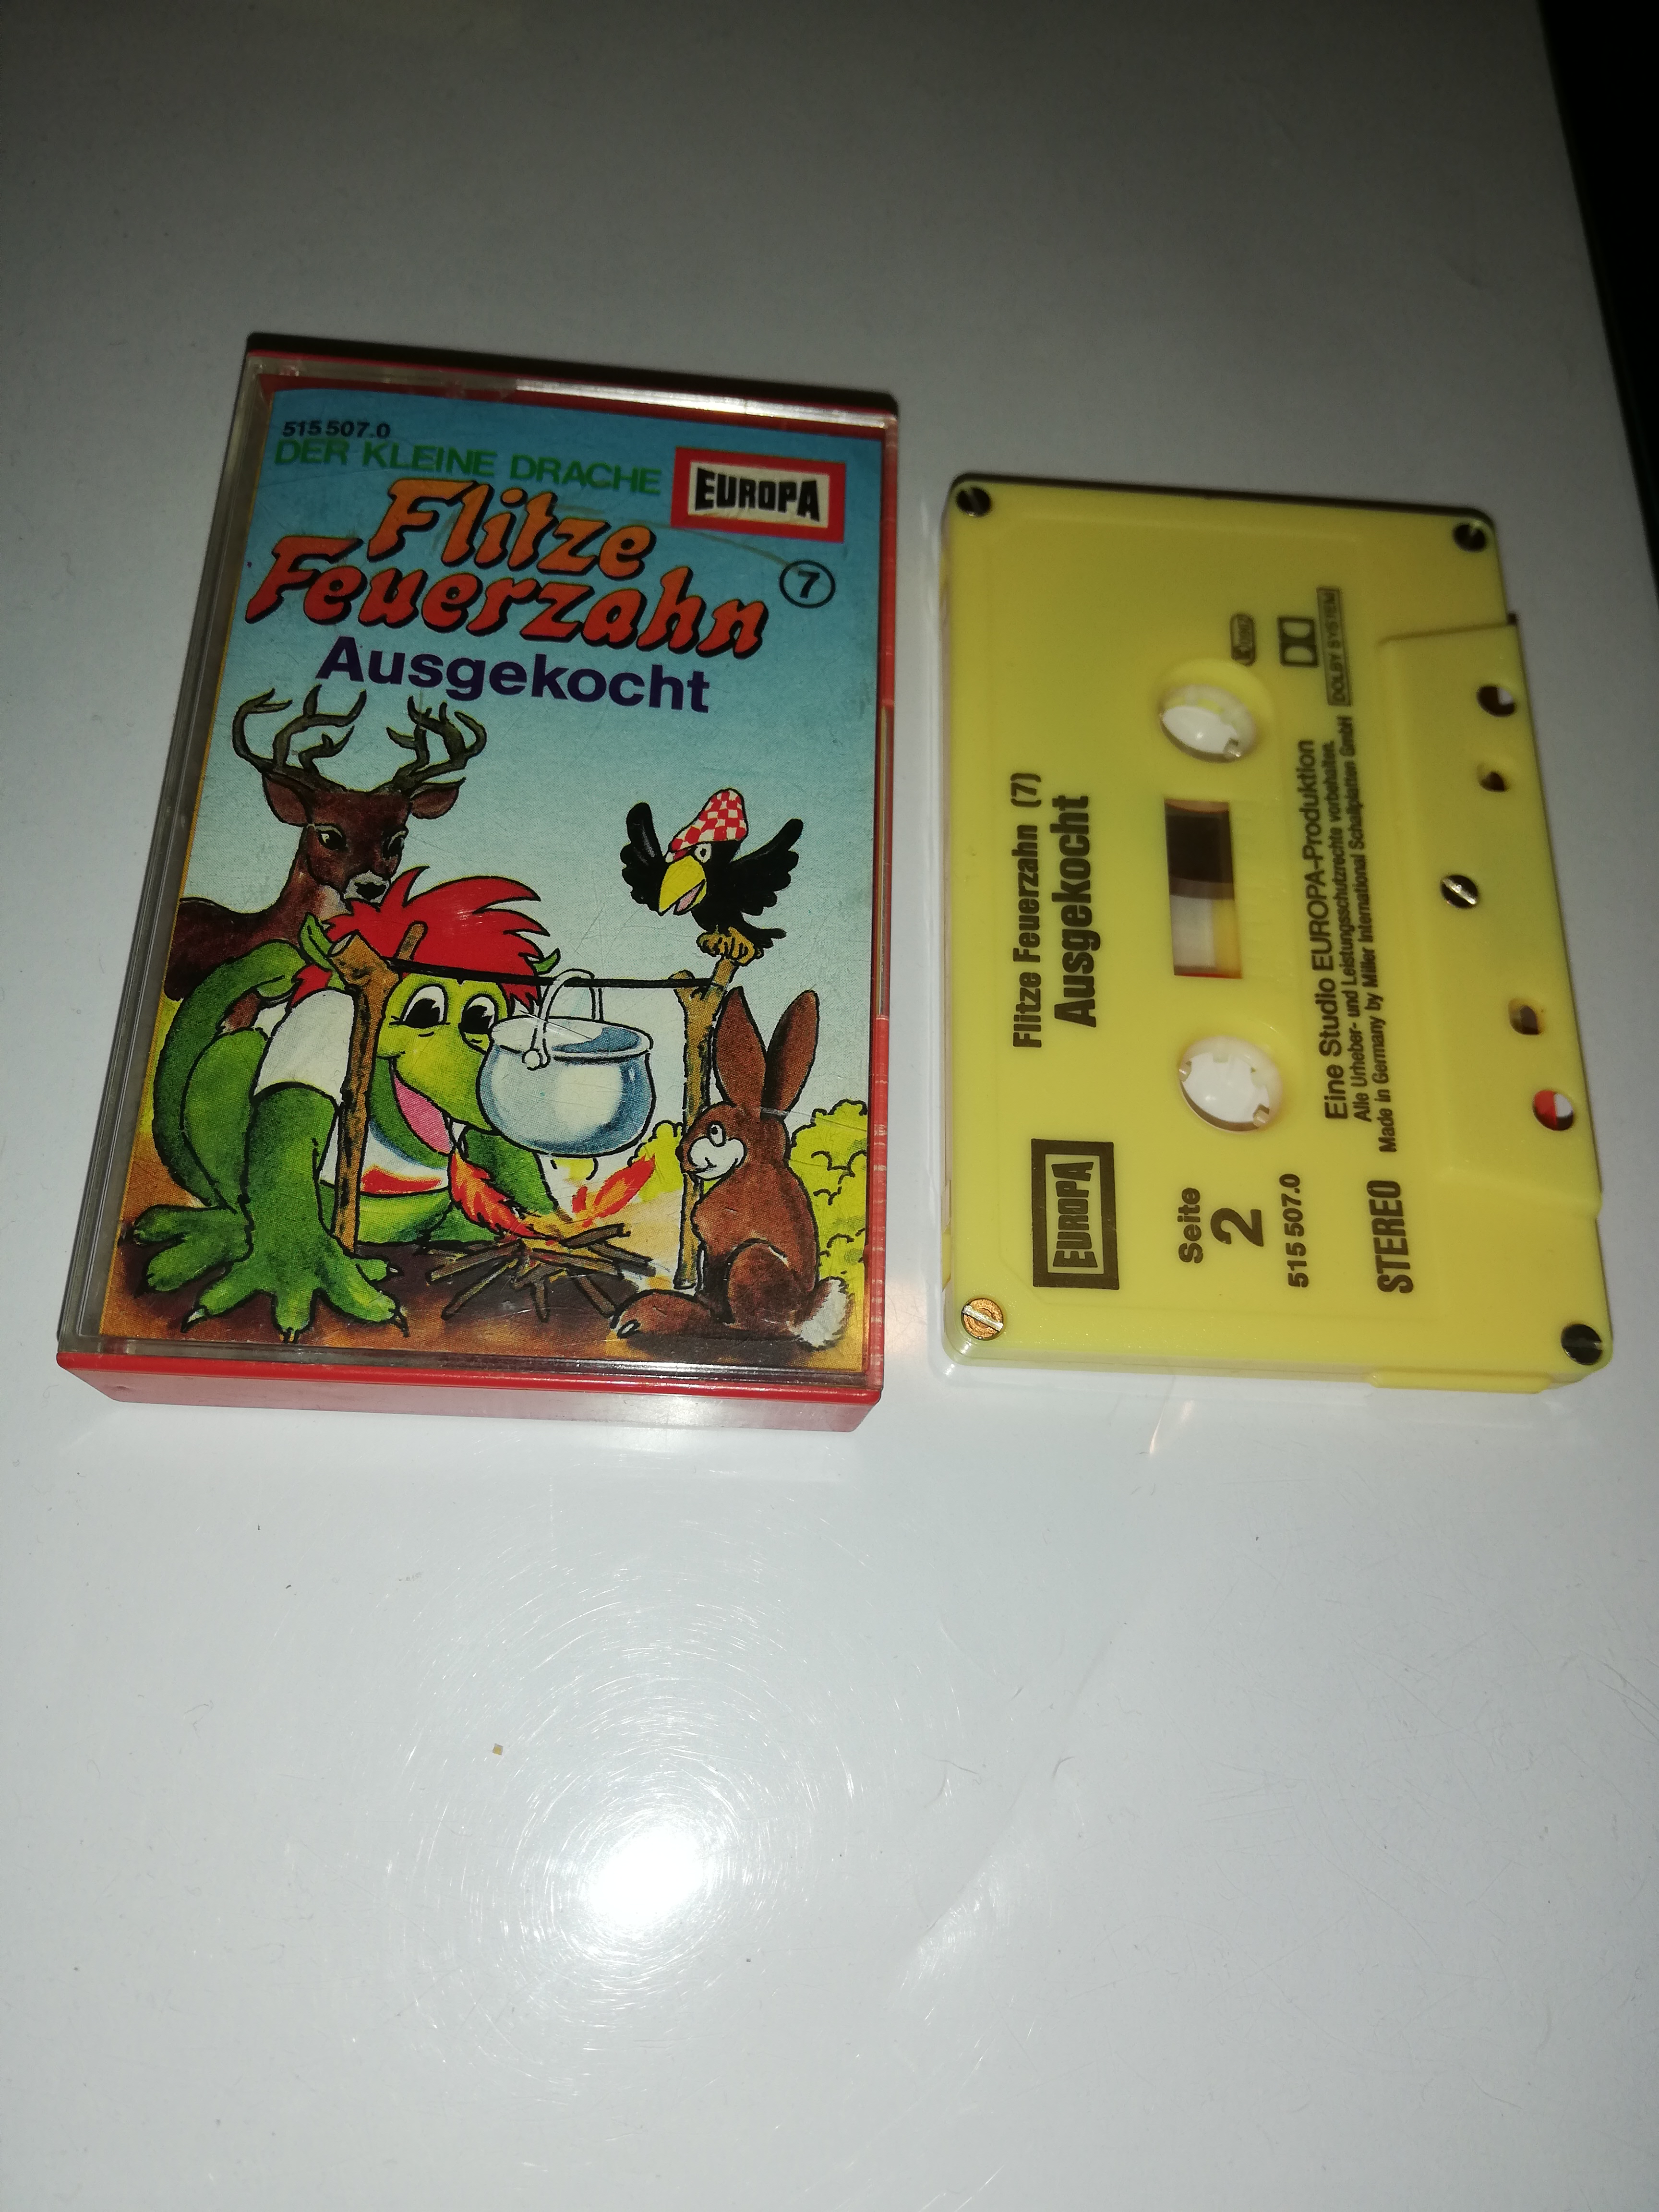 515 507.0
DER KLEINE DRACHE
EUROPA
Flitze
Feuerzahn
7
Ausgekocht
Flitze Feuerzahn (7)
Ausgekocht
EUROPA
Seite
2
515 507.0
STEREO
Eine Studio EUROPA-Produktion
Alle Urheber- und Leistungsschutzrechte vorbehalten.
Made in Germany by Miller International Schallplatten GmbH
DOLBY SYSTEM